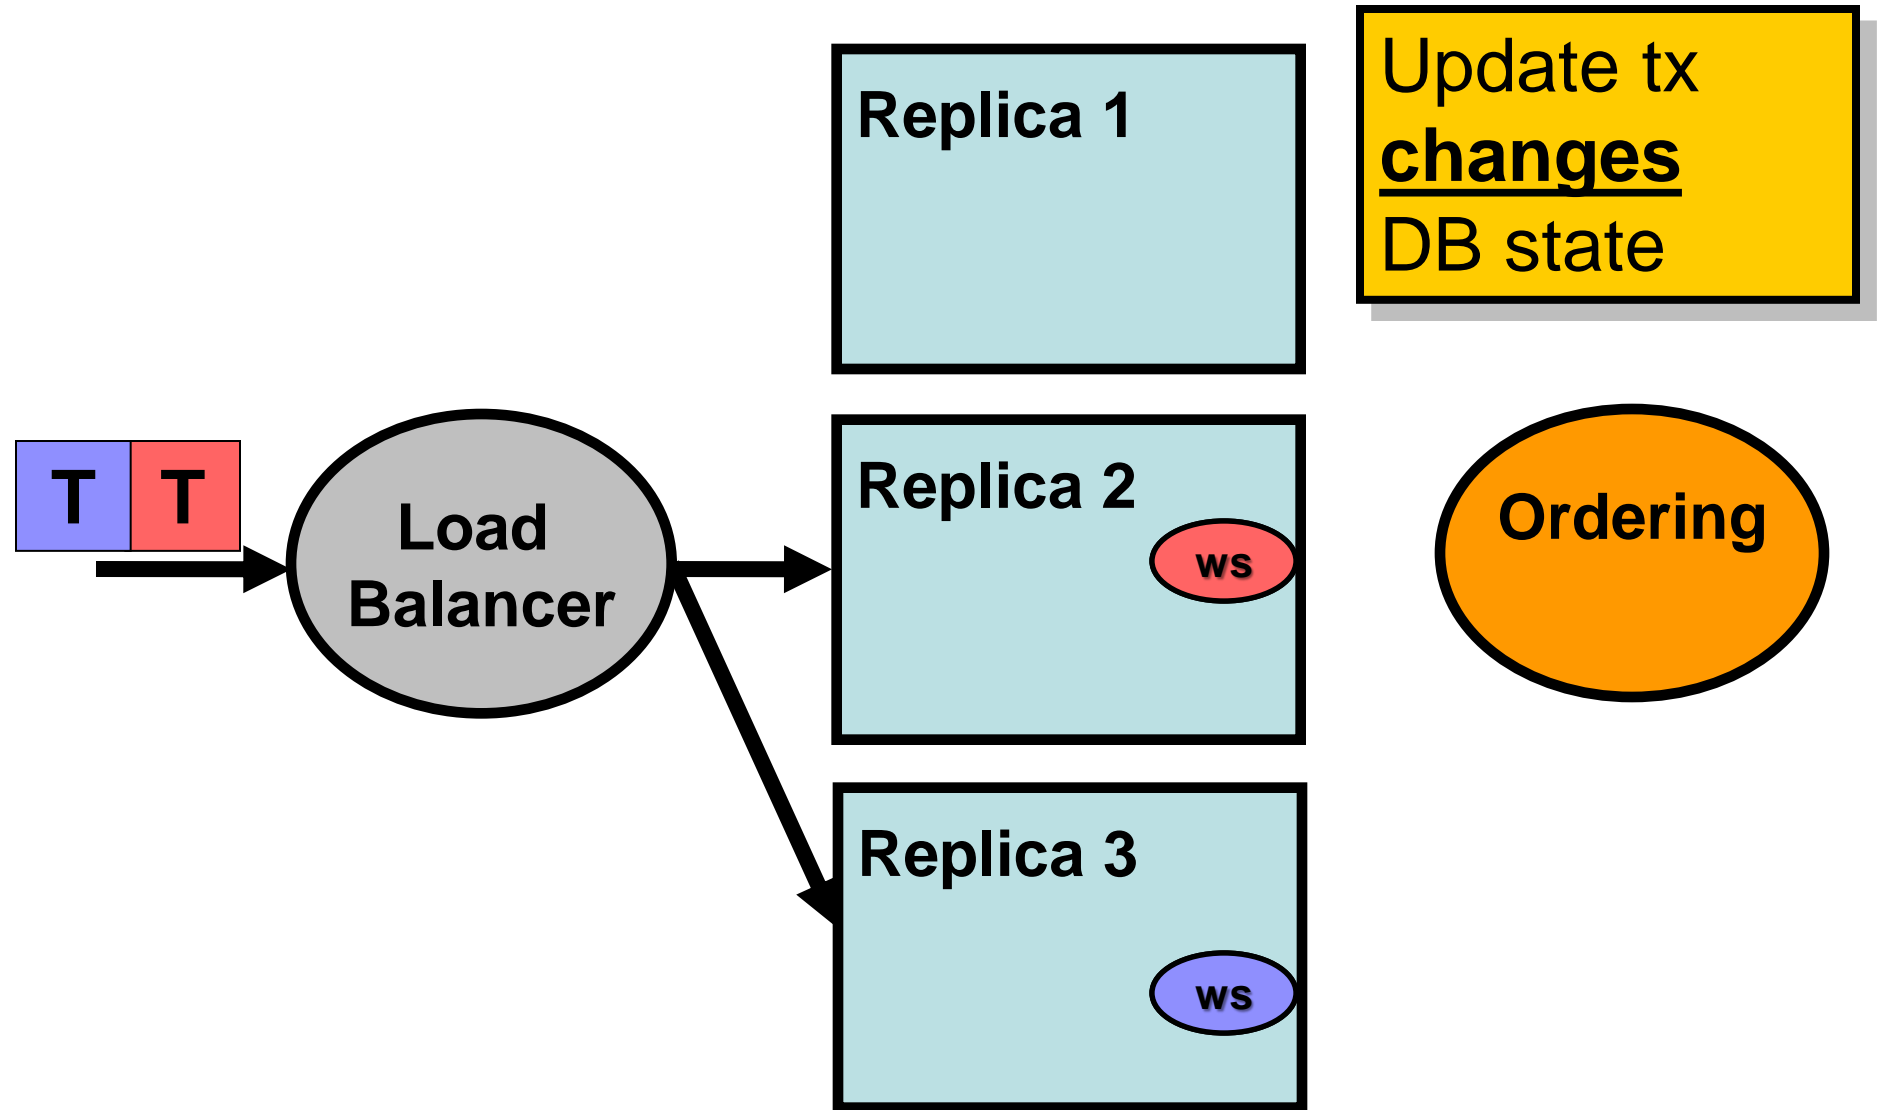 Replica 1
Update tx
changes
DB state
T T
Load
Balancer
Replica 2
ws
Ordering
Replica 3
ws